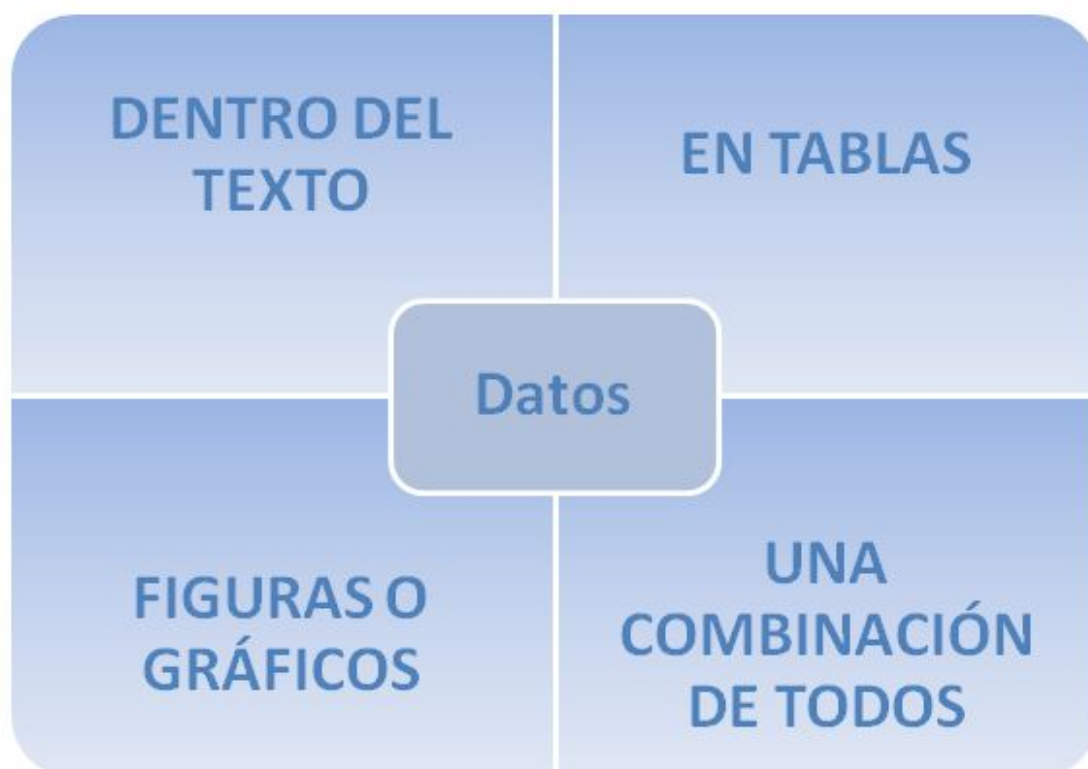 DENTRO DEL
TEXTO
EN TABLAS
Datos
FIGURAS O
GRÁFICOS
UNA
COMBINACIÓN
DE TODOS